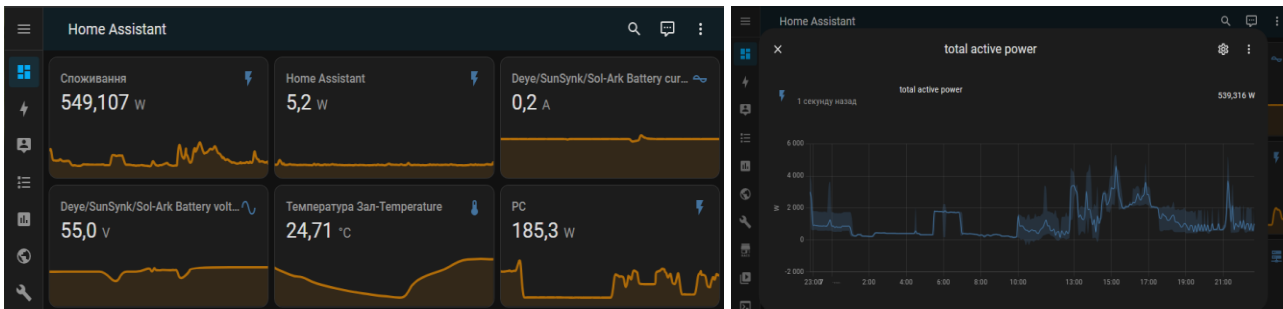 Home Assistant
Споживання
549,107 W
Home Assistant
5,2 W
Deye/SunSynk/Sol-Ark Battery cur...
0,2 A
Deye/SunSynk/Sol-Ark Battery volt...
55,0 V
Температура Зал-Temperature
24,71 °C
PC
185,3 W
Home Assistant
total active power
total active power
1 секунду назад
539,316 W
6 000
4 000
2 000
0
-2 000
W
23:07 2:00 4:00 6:00 8:00 10:00 13:00 15:00 17:00 19:00 21:00